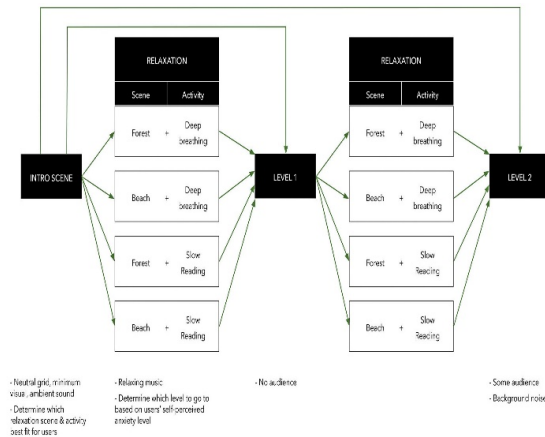 RELAXATION
Scene Activity
Forest + Deep
breathing
Beach + Deep
breathing
Forest + Slow
Reading
Beach + Slow
Reading
INTRO SCENE
LEVEL 1
RELAXATION
Scene Activity
Forest + Deep
breathing
Beach + Deep
breathing
Forest + Slow
Reading
Beach + Slow
Reading
LEVEL 2
- Neutral grid, minimum
visual, ambient sound
- Determine which
relaxation scene & activity
best fit for users
- Relaxing music
- Determine which level to go to
based on users' self-perceived
anxiety level
- No audience
- Some audience
- Background noise